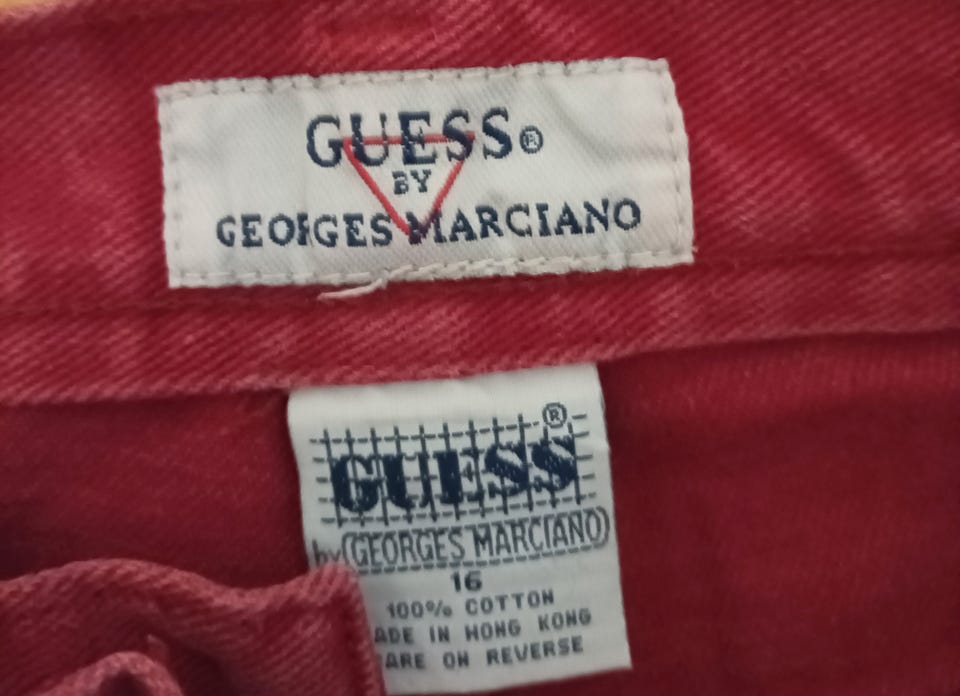 GUESS®
BY
GEORGES MARCIANO
GUESS®
by GEORGES MARCIANO
16
100% COTTON
ADE IN HONG KONG
ARE ON REVERSE